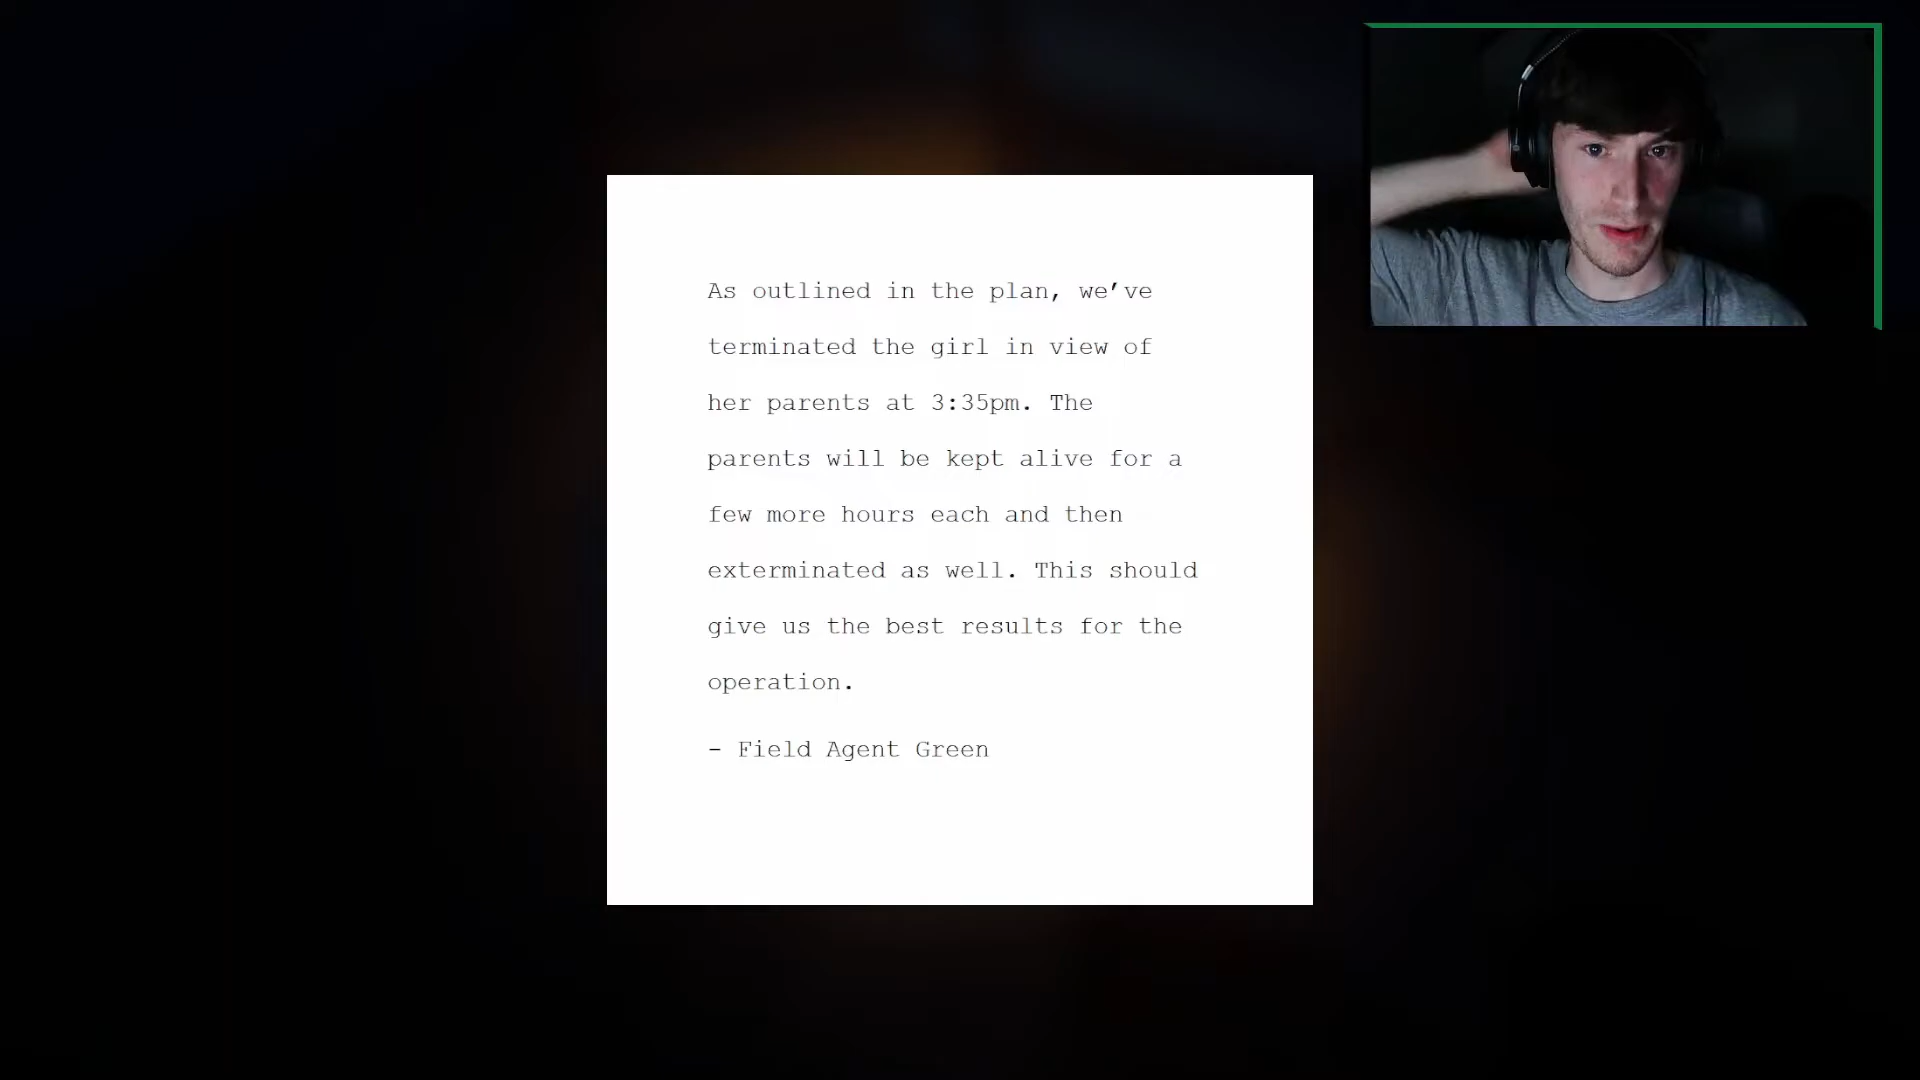 As outlined in the plan, we've
terminated the girl in view of
her parents at 3:35pm. The
parents will be kept alive for a
few more hours each and then
exterminated as well. This should
give us the best results for the
operation.
- Field Agent Green